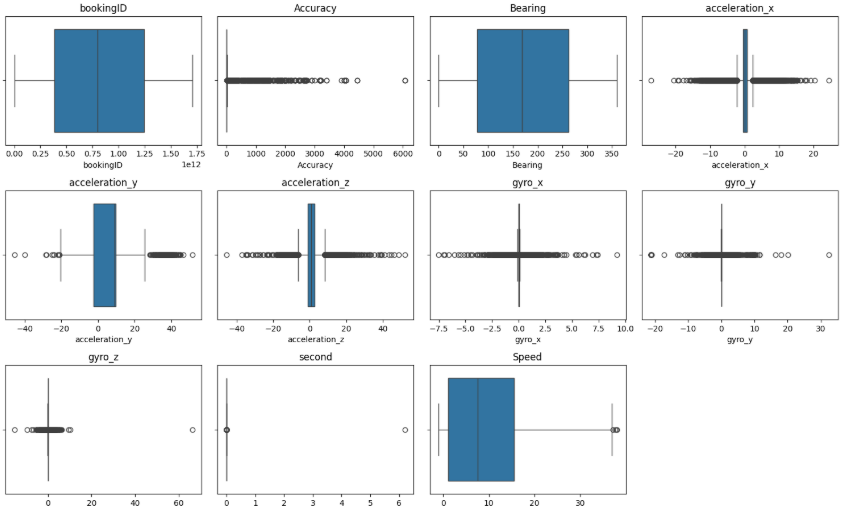 bookingID Accuracy Bearing acceleration_x
0.00 0.25 0.50 0.75 1.00 1.25 1.50 1.75 0 1000 2000 3000 4000 5000 6000 0 50 100 150 200 250 300 350 −20 −10 0 10 20
1e12
bookingID Accuracy Bearing acceleration_x
acceleration_y acceleration_z gyro_x gyro_y
−40 −20 0 20 40 −40 −20 0 20 40 −7.5 −5.0 −2.5 0.0 2.5 5.0 7.5 10.0 −20 −10 0 10 20 30
acceleration_y acceleration_z gyro_x gyro_y
gyro_z second Speed
0 20 40 60 0 1 2 3 4 5 6 0 10 20 30